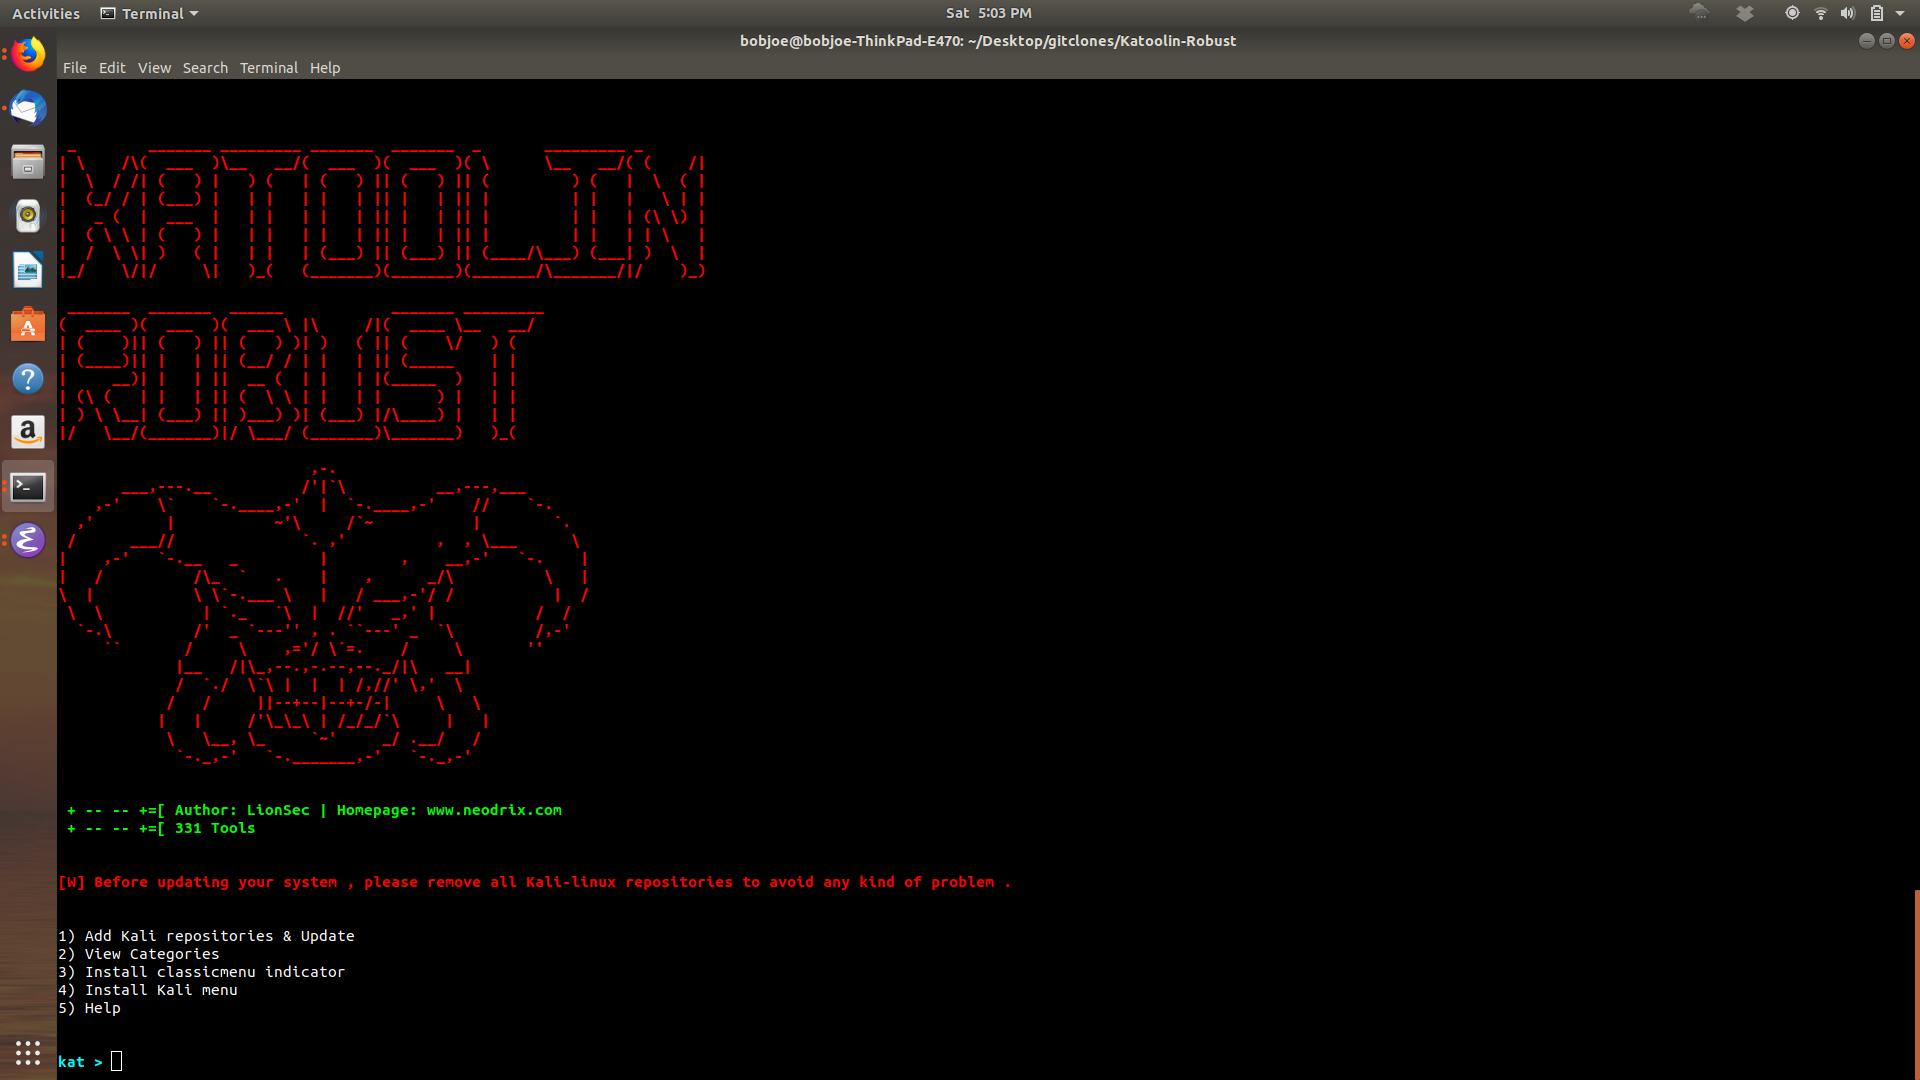 Activities Terminal Sat 5:03 PM
bobjoe@bobjoe-ThinkPad-E470: ~/Desktop/gitclones/Katoolin-Robust
File Edit View Search Terminal Help
KATOOLIN
ROBUST
+ -- -- +=[ Author: LionSec | Homepage: www.neodrix.com
+ -- -- +=[ 331 Tools
[W] Before updating your system , please remove all Kali-linux repositories to avoid any kind of problem .
1) Add Kali repositories & Update
2) View Categories
3) Install classicmenu indicator
4) Install Kali menu
5) Help
kat >